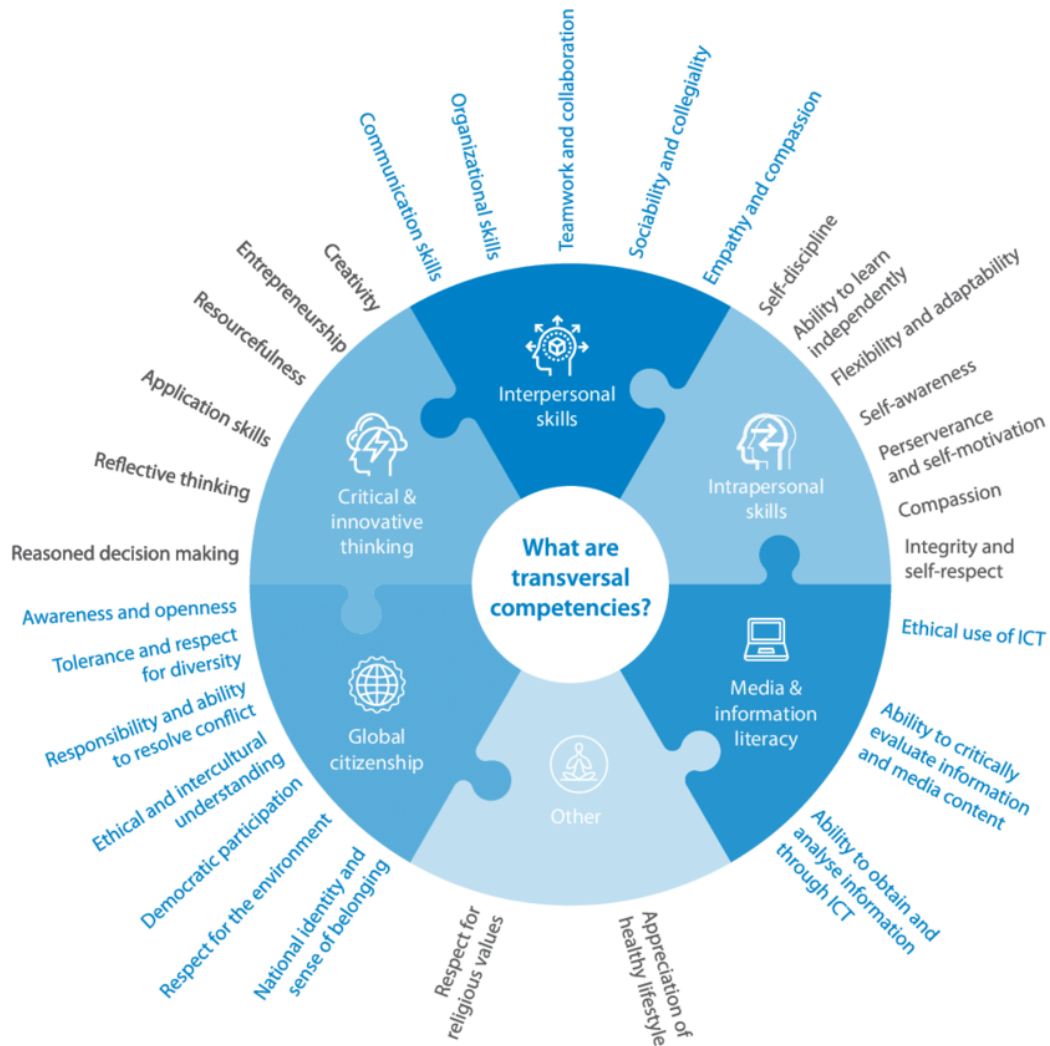 What are
transversal
competencies?
Interpersonal
skills
Communication skills
Organizational skills
Teamwork and collaboration
Sociability and collegiality
Empathy and compassion
Intrapersonal
skills
Self-discipline
Ability to learn
independently
Flexibility and adaptability
Self-awareness
Perserverance
and self-motivation
Compassion
Integrity and
self-respect
Media &
information
literacy
Ethical use of ICT
Ability to critically
evaluate information
and media content
Ability to obtain and
analyse information
through ICT
Other
Appreciation of
healthy lifestyle
Respect for
religious values
Global
citizenship
National identity and
sense of belonging
Respect for the environment
Democratic participation
Ethical and intercultural
understanding
Responsibility and ability
to resolve conflict
Tolerance and respect
for diversity
Awareness and openness
Critical &
innovative
thinking
Reasoned decision making
Reflective thinking
Application skills
Resourcefulness
Entrepreneurship
Creativity